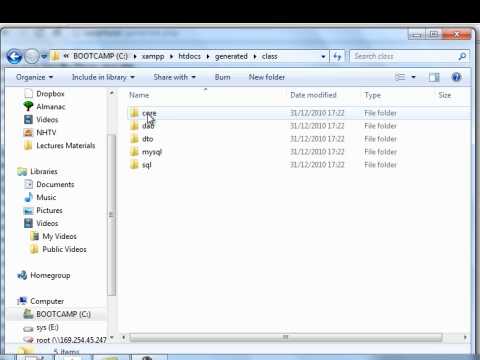 BOOTCAMP (C:) ▸ xampp ▸ htdocs ▸ generated ▸ class
Search class
Organize Include in library Share with Burn New folder
Name Date modified Type Size
Dropbox
Almanac
Videos
NHTV
Lectures Materials
Libraries
Documents
Music
Pictures
Videos
My Videos
Public Videos
Homegroup
Computer
BOOTCAMP (C:)
sys (E:)
root (\\169.254.45.247
core 31/12/2010 17:22 File folder
dao 31/12/2010 17:22 File folder
dto 31/12/2010 17:22 File folder
mysql 31/12/2010 17:22 File folder
sql 31/12/2010 17:22 File folder
5 items